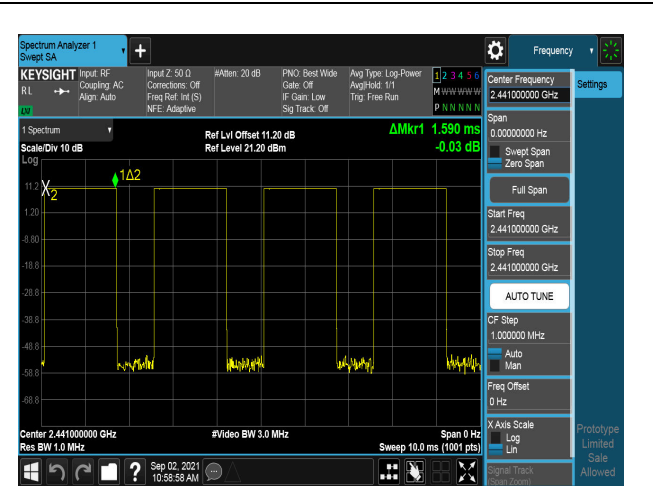 Spectrum Analyzer 1
Swept SA
Frequency
KEYSIGHT
RL
LXI
Input: RF
Coupling: AC
Align: Auto
Input Z: 50 Ω
Corrections: Off
Freq Ref: Int (S)
NFE: Adaptive
#Atten: 20 dB
PNO: Best Wide
Gate: Off
IF Gain: Low
Sig Track: Off
Avg Type: Log-Power
Avg|Hold: 1/1
Trig: Free Run
1 2 3 4 5 6
M W W W W W
P N N N N N
1 Spectrum
Scale/Div 10 dB
Log
Ref Lvl Offset 11.20 dB
Ref Level 21.20 dBm
ΔMkr1 1.590 ms
-0.03 dB
1Δ2
X2
11.2
1.20
-8.80
-18.8
-28.8
-38.8
-48.8
-58.8
-68.8
Center 2.441000000 GHz
Res BW 1.0 MHz
#Video BW 3.0 MHz
Span 0 Hz
Sweep 10.0 ms (1001 pts)
Sep 02, 2021
10:58:58 AM
Center Frequency
2.441000000 GHz
Settings
Span
0.00000000 Hz
Swept Span
Zero Span
Full Span
Start Freq
2.441000000 GHz
Stop Freq
2.441000000 GHz
AUTO TUNE
CF Step
1.000000 MHz
Auto
Man
Freq Offset
0 Hz
X Axis Scale
Log
Lin
Signal Track
(Span Zoom)
Prototype
Limited
Sale
Allowed